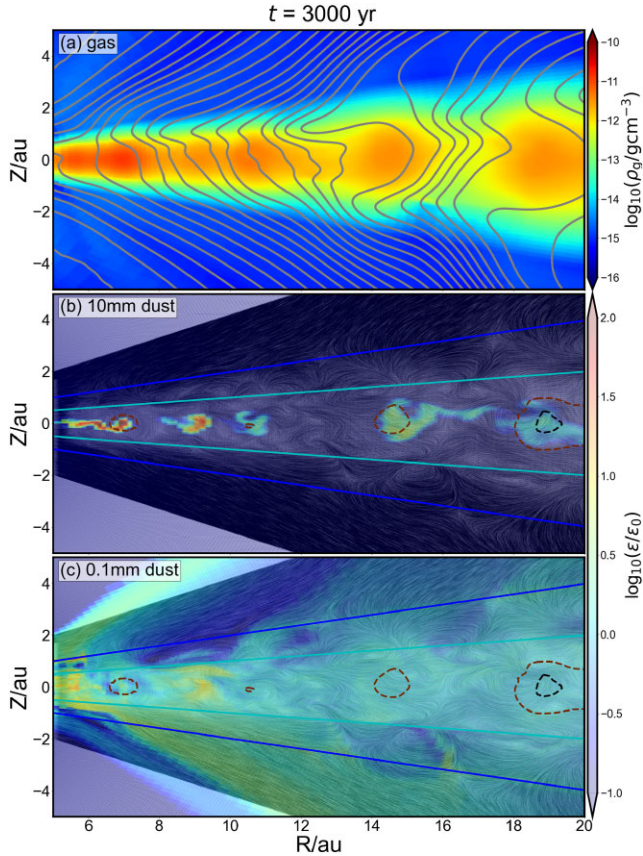 t = 3000 yr
(a) gas
4
2
0
−2
−4
Z/au
−10
−11
−12
−13
−14
−15
−16
log₁₀(ρg/gcm⁻³)
(b) 10mm dust
4
2
0
−2
−4
Z/au
(c) 0.1mm dust
4
2
0
−2
−4
Z/au
2.0
1.5
1.0
0.5
0.0
−0.5
−1.0
log₁₀(ε/ε₀)
6 8 10 12 14 16 18 20
R/au